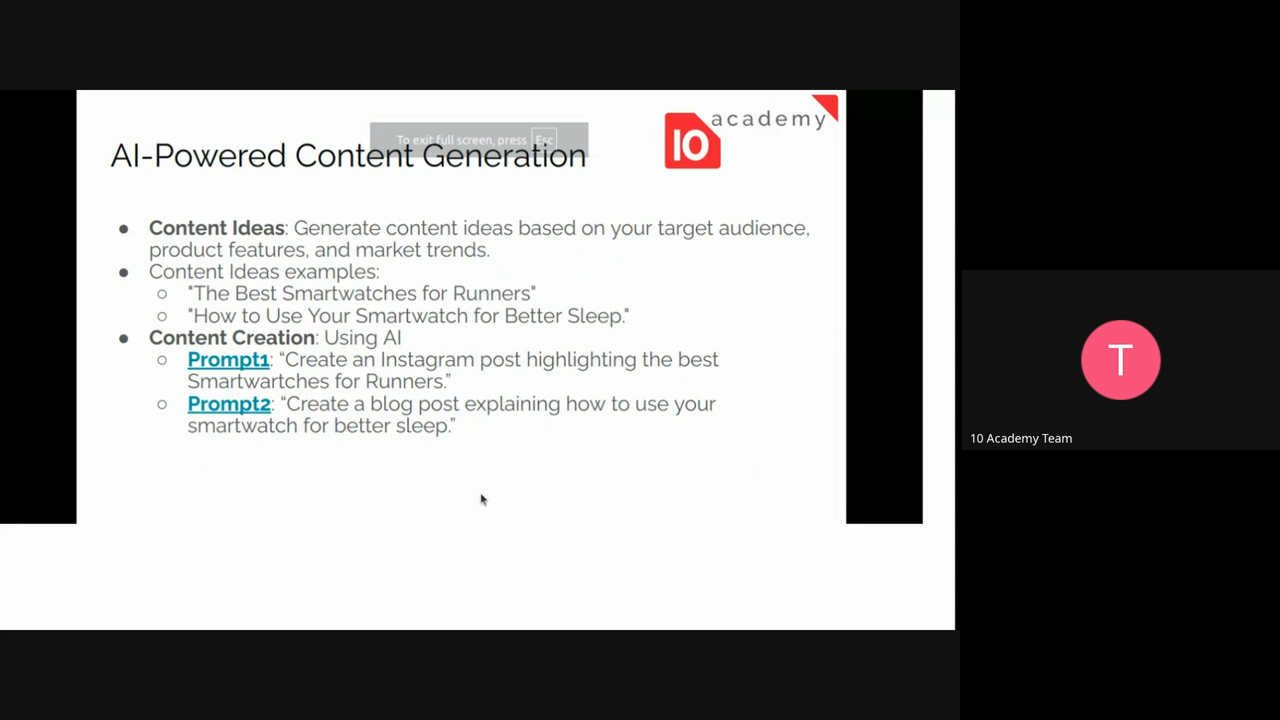 academy
10
To exit full screen, press Esc
AI-Powered Content Generation
● Content Ideas: Generate content ideas based on your target audience,
product features, and market trends.
● Content Ideas examples:
○ "The Best Smartwatches for Runners"
○ "How to Use Your Smartwatch for Better Sleep."
● Content Creation: Using AI
○ Prompt1: “Create an Instagram post highlighting the best
Smartwartches for Runners.”
○ Prompt2: “Create a blog post explaining how to use your
smartwatch for better sleep.”
T
10 Academy Team